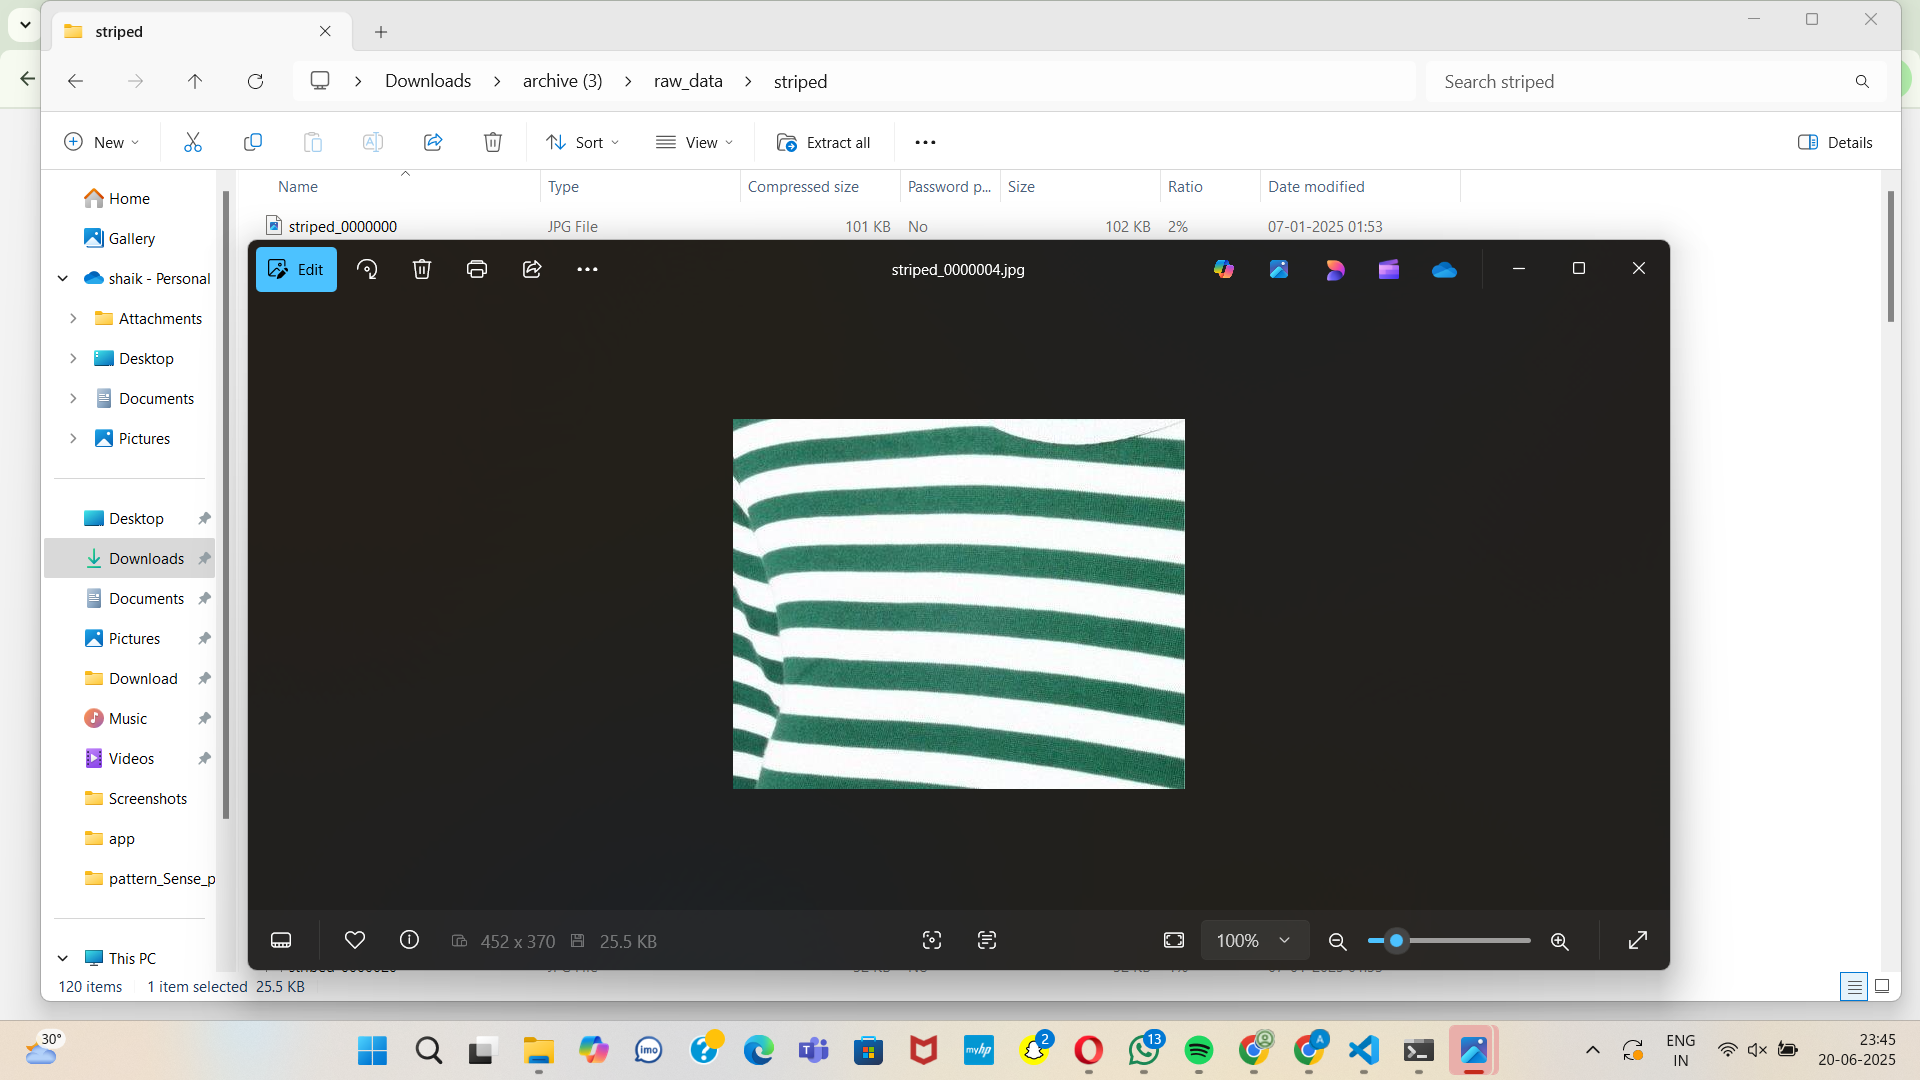 striped
Downloads
archive (3)
raw_data
striped
Search striped
New
Sort
View
Extract all
Details
Name
Type
Compressed size
Password p...
Size
Ratio
Date modified
striped_0000000
JPG File
101 KB
No
102 KB
2%
07-01-2025 01:53
Home
Gallery
shaik - Personal
Attachments
Desktop
Documents
Pictures
Desktop
Downloads
Documents
Pictures
Download
Music
Videos
Screenshots
app
pattern_Sense_p
This PC
Edit
striped_0000004.jpg
452 x 370
25.5 KB
100%
120 items
1 item selected
25.5 KB
30°
imo
myhp
2
13
A
ENG
IN
23:45
20-06-2025